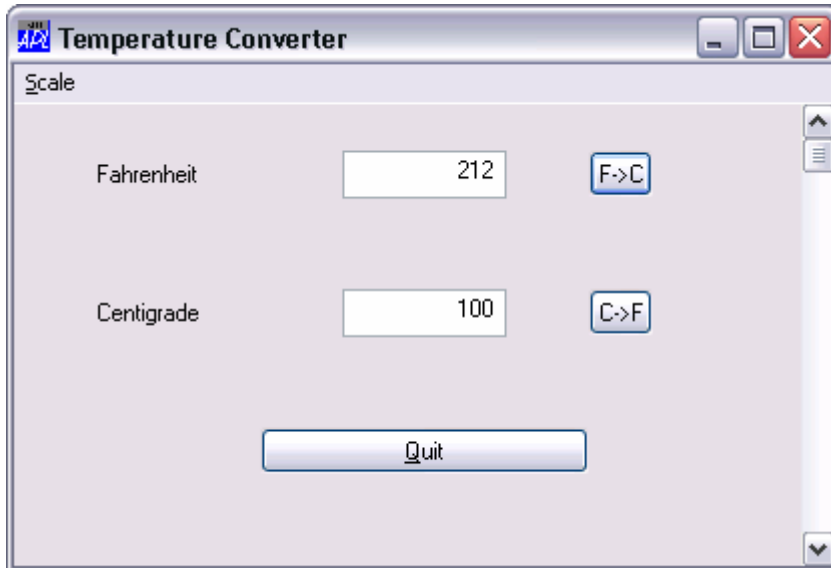 Temperature Converter
Scale
Fahrenheit 212 F->C
Centigrade 100 C->F
Quit